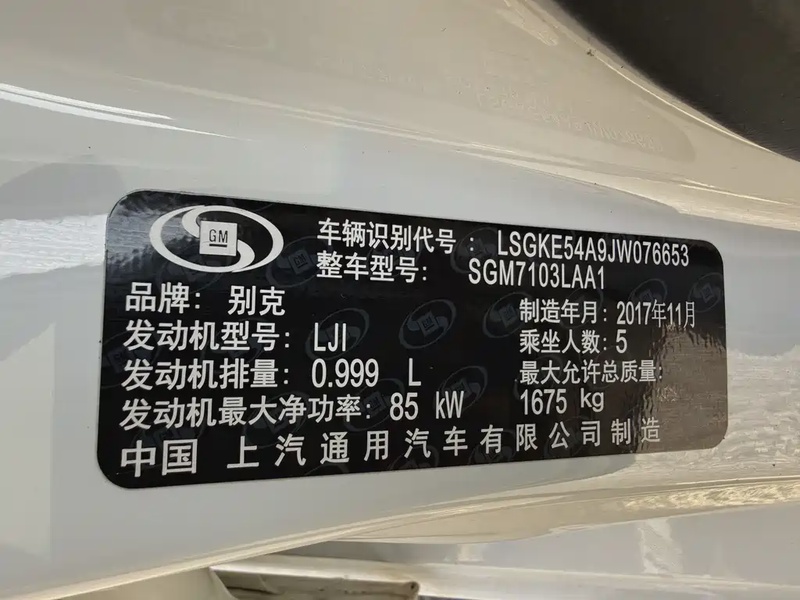 GM
车辆识别代号：LSGKE54A9JW076653
整车型号：SGM7103LAA1
品牌：别克
制造年月：2017年11月
发动机型号：LJI
乘坐人数：5
发动机排量：0.999 L
最大允许总质量：
发动机最大净功率：85 kW
1675 kg
中国 上汽通用汽车有限公司制造